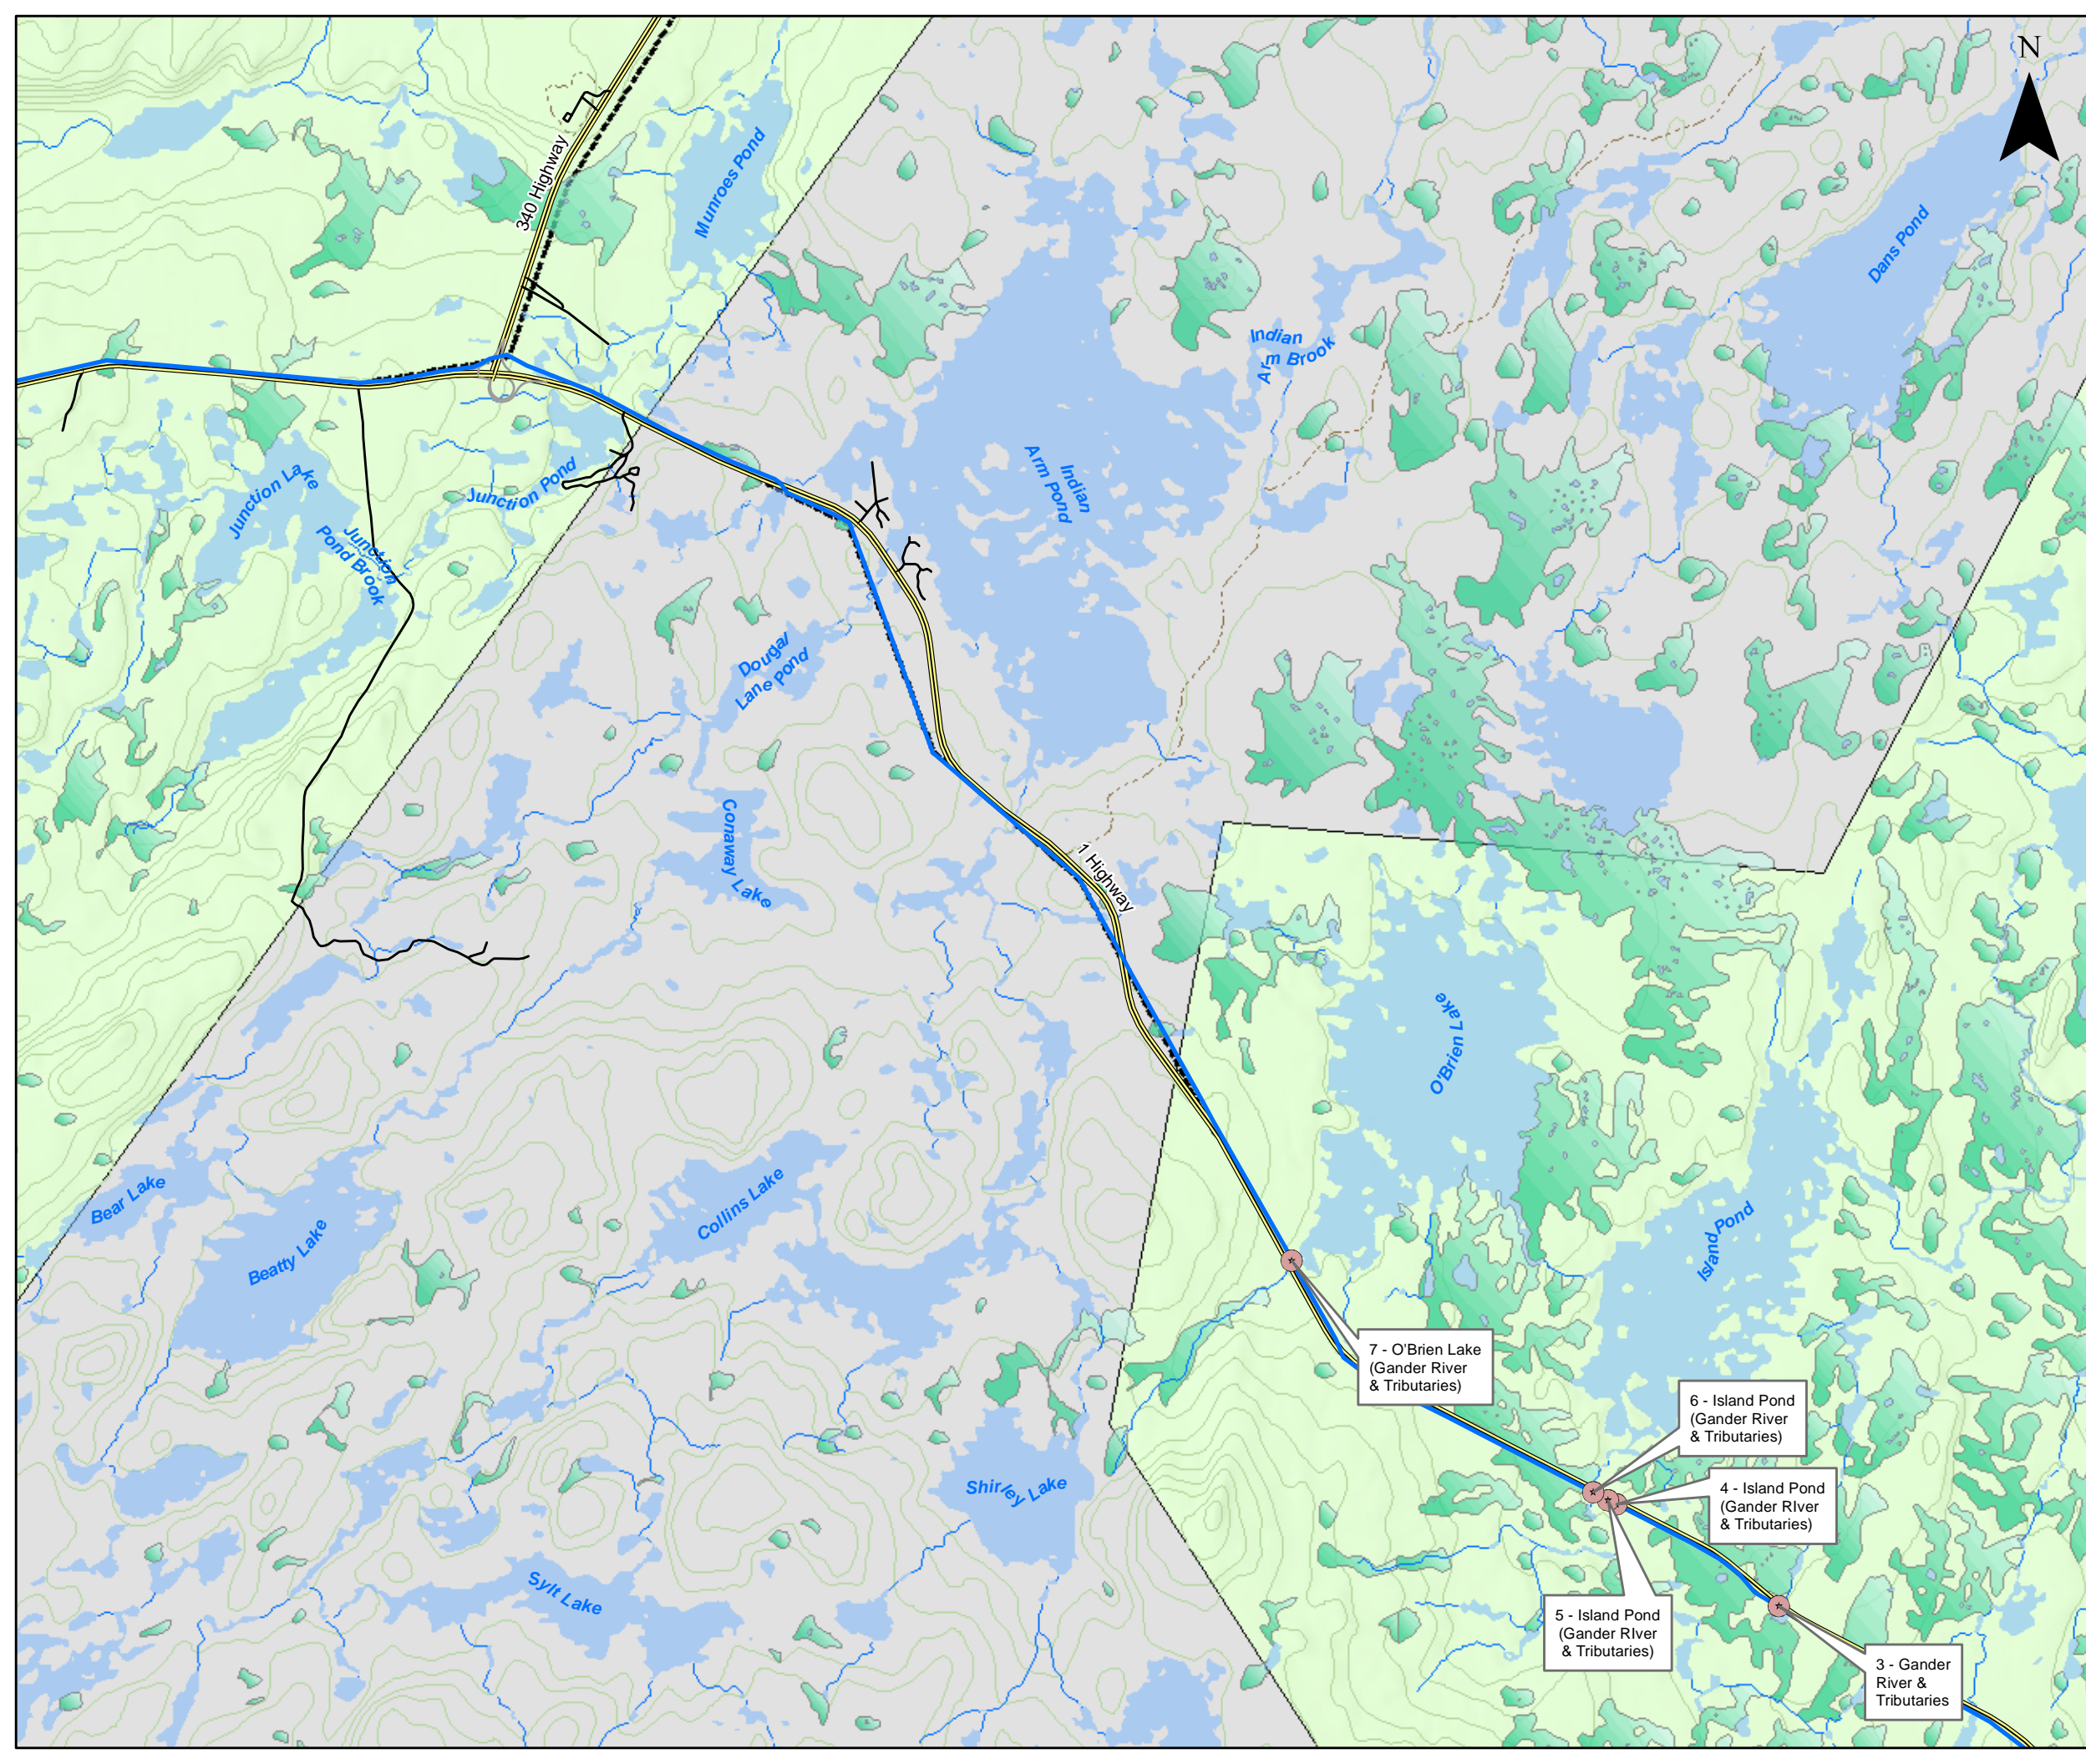 N
340 Highway
Munroes Pond
Dans Pond
Indian
Arm Brook
Junction Lake
Junction Pond
Indian
Arm Pond
Junction
Pond Brook
Dougal
Lane pond
Conaway Lake
1 Highway
O'Brien Lake
Bear Lake
Collins Lake
Beatty Lake
Island Pond
7 - O'Brien Lake
(Gander River
& Tributaries)
6 - Island Pond
(Gander River
& Tributaries)
Shirley Lake
4 - Island Pond
(Gander RIver
& Tributaries)
Sylt Lake
5 - Island Pond
(Gander RIver
& Tributaries)
3 - Gander
River &
Tributaries